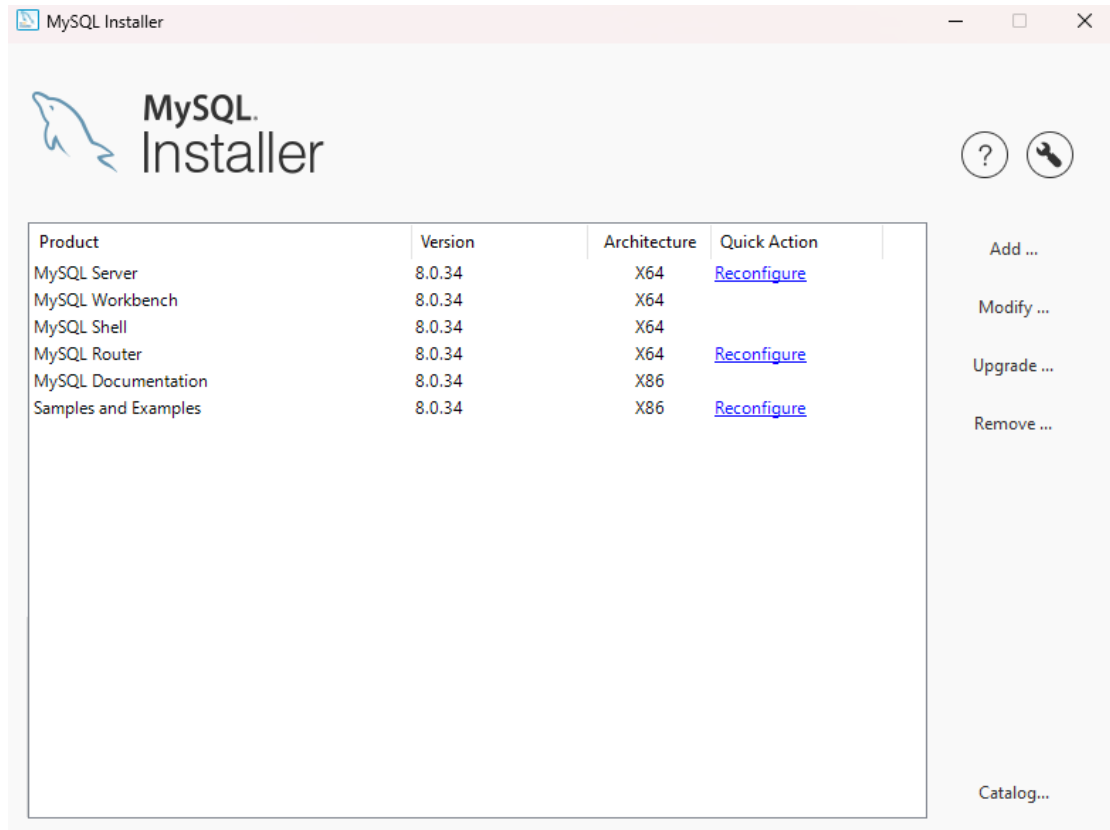 MySQL Installer
MySQL.
Installer
?
Product Version Architecture Quick Action
MySQL Server 8.0.34 X64 Reconfigure
MySQL Workbench 8.0.34 X64
MySQL Shell 8.0.34 X64
MySQL Router 8.0.34 X64 Reconfigure
MySQL Documentation 8.0.34 X86
Samples and Examples 8.0.34 X86 Reconfigure
Add ...
Modify ...
Upgrade ...
Remove ...
Catalog...